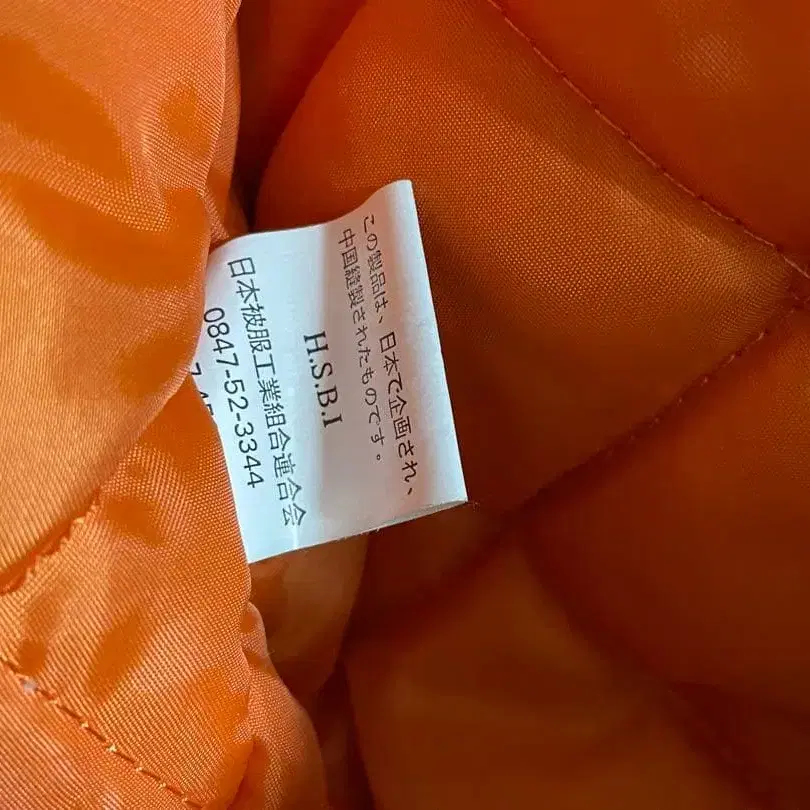 この製品は、日本で企画され、
中国縫製されたものです。
H.S.B.I
日本被服工業組合連合会
0847-52-3344